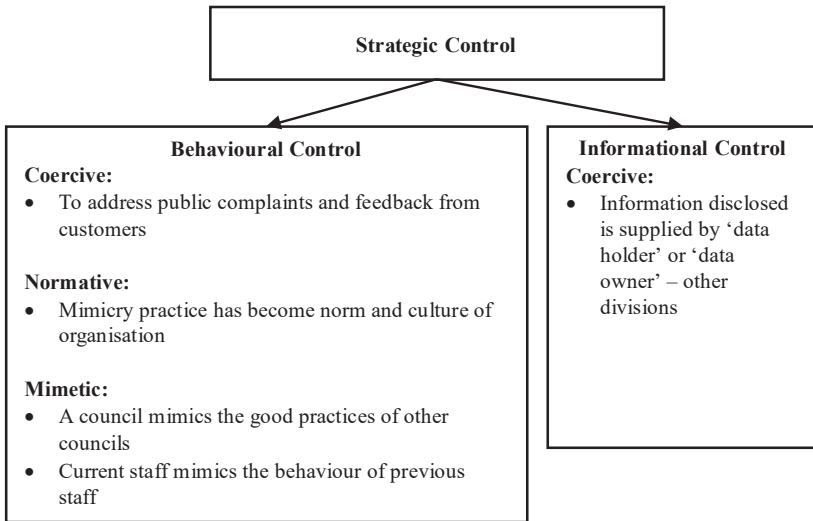 Strategic Control
Behavioural Control
Coercive:
• To address public complaints and feedback from
customers
Normative:
• Mimicry practice has become norm and culture of
organisation
Mimetic:
• A council mimics the good practices of other
councils
• Current staff mimics the behaviour of previous
staff
Informational Control
Coercive:
• Information disclosed
is supplied by ‘data
holder’ or ‘data
owner’ – other
divisions